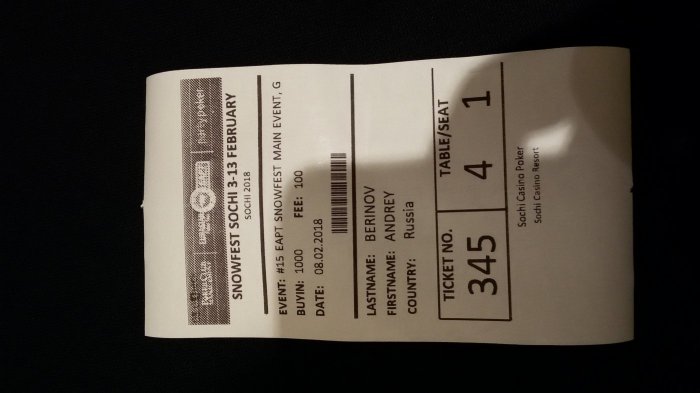 partypoker
SNOWFEST SOCHI 3-13 FEBRUARY
SOCHI 2018
EVENT: #15 EAPT SNOWFEST MAIN EVENT, G
BUYIN: 1000 FEE: 100
DATE: 08.02.2018
LASTNAME: BERINOV
FIRSTNAME: ANDREY
COUNTRY: Russia
TICKET NO. TABLE/SEAT
345 4 1
Sochi Casino Poker
Sochi Casino Resort